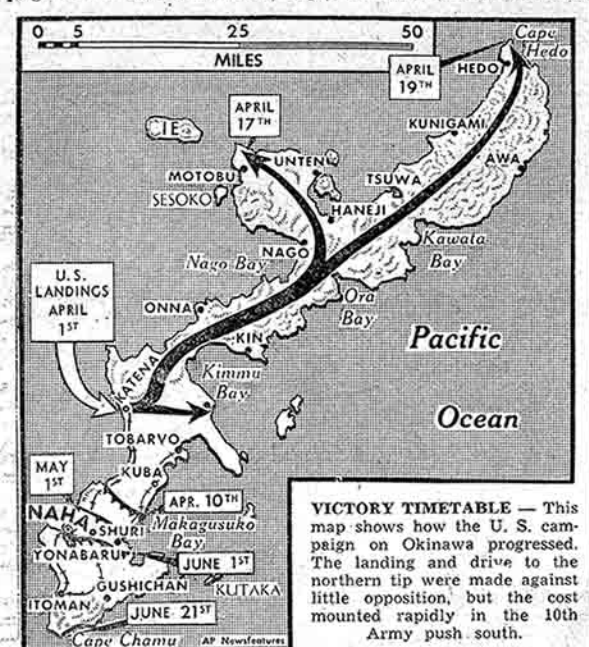 0 5 25 50
MILES
Cape
Hedo
HEDO
APRIL
19TH
APRIL
17TH
KUNIGAMI
CIE
UNTEN
AWA
MOTOBU
TSUWA
SESOKO
HANEJI
NAGO
Kawata
Bay
Nago Bay
U.S.
LANDINGS
APRIL
1ST
Ora
Bay
ONNA
Pacific
KIN
KATENA
Kimmu
Bay
Ocean
TOBARVO
MAY
1ST
KUBA
APR. 10TH
NAHA
SHURI
Makagusuko
Bay
YONABARU
JUNE 1ST
GUSHICHAN
KUTAKA
ITOMAN
JUNE 21ST
Cape Chamu
AP Newsfeatures
VICTORY TIMETABLE — This
map shows how the U. S. cam-
paign on Okinawa progressed.
The landing and drive to the
northern tip were made against
little opposition, but the cost
mounted rapidly in the 10th
Army push south.